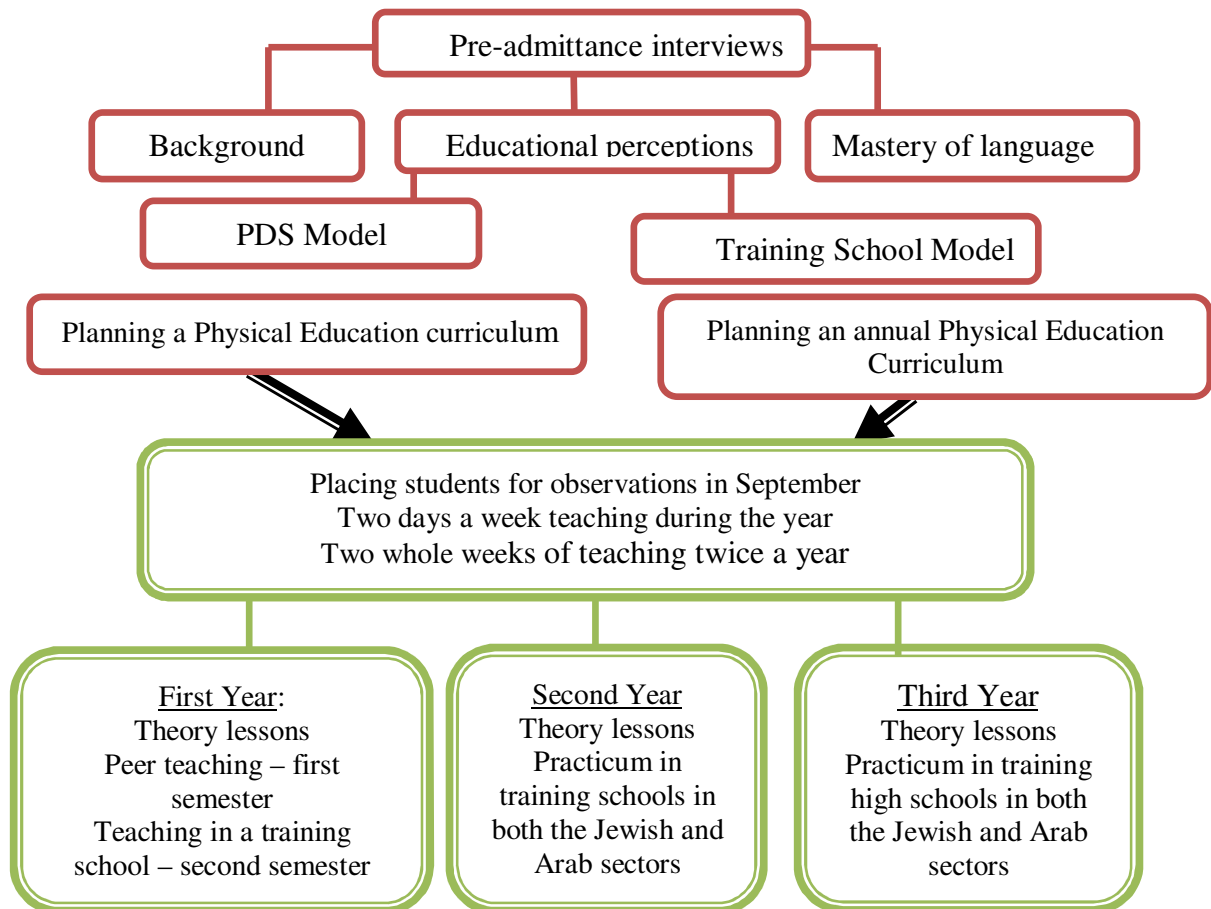 Pre-admittance interviews
Background
Educational perceptions
Mastery of language
PDS Model
Training School Model
Planning a Physical Education curriculum
Planning an annual Physical Education
Curriculum
Placing students for observations in September
Two days a week teaching during the year
Two whole weeks of teaching twice a year
First Year:
Theory lessons
Peer teaching – first
semester
Teaching in a training
school – second semester
Second Year
Theory lessons
Practicum in
training schools in
both the Jewish and
Arab sectors
Third Year
Theory lessons
Practicum in training
high schools in both
the Jewish and Arab
sectors